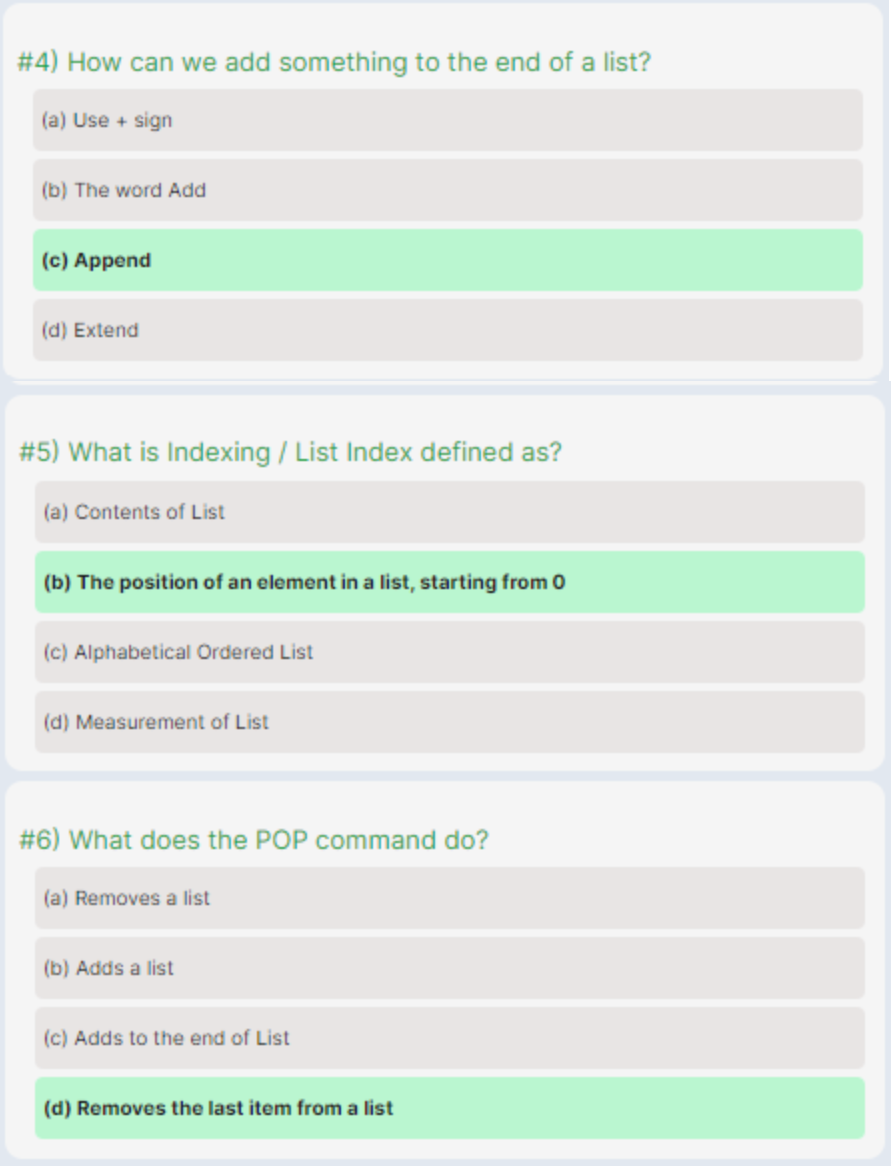 #4) How can we add something to the end of a list?
(a) Use + sign
(b) The word Add
(c) Append
(d) Extend
#5) What is Indexing / List Index defined as?
(a) Contents of List
(b) The position of an element in a list, starting from 0
(c) Alphabetical Ordered List
(d) Measurement of List
#6) What does the POP command do?
(a) Removes a list
(b) Adds a list
(c) Adds to the end of List
(d) Removes the last item from a list